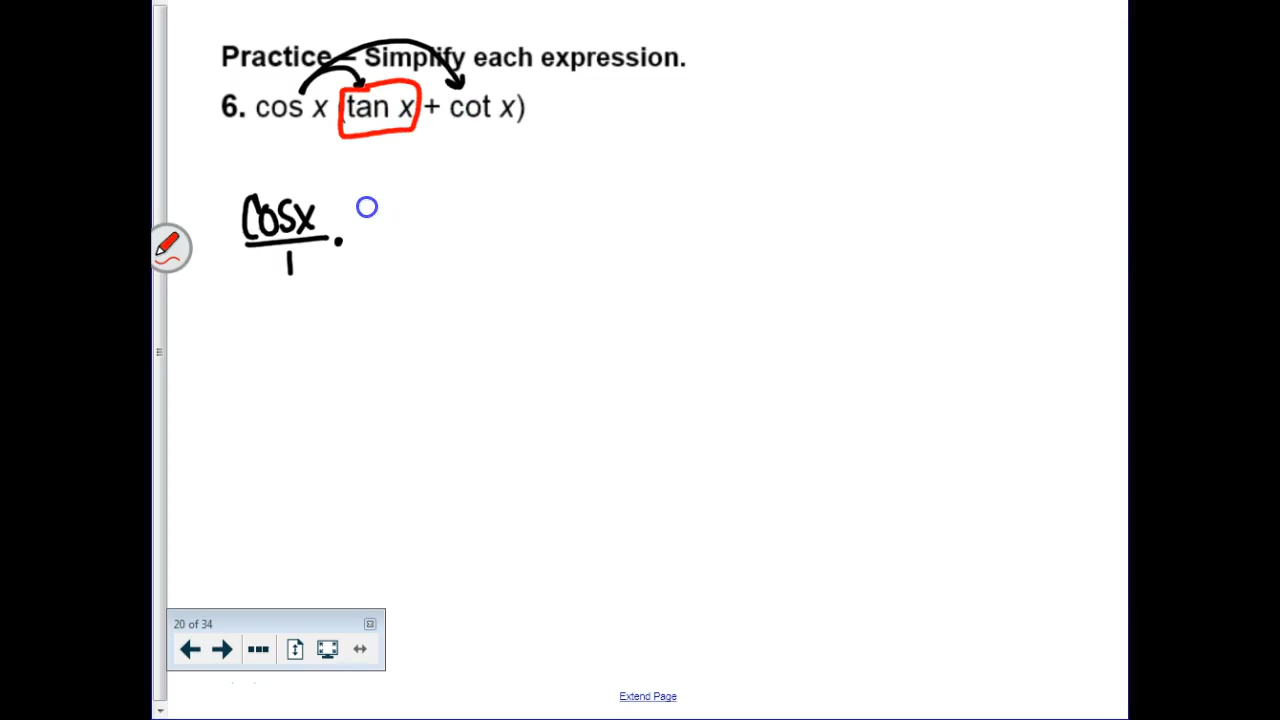 Practice – Simplify each expression.
6. cos x (tan x + cot x)
cosx
1
.
20 of 34
Extend Page